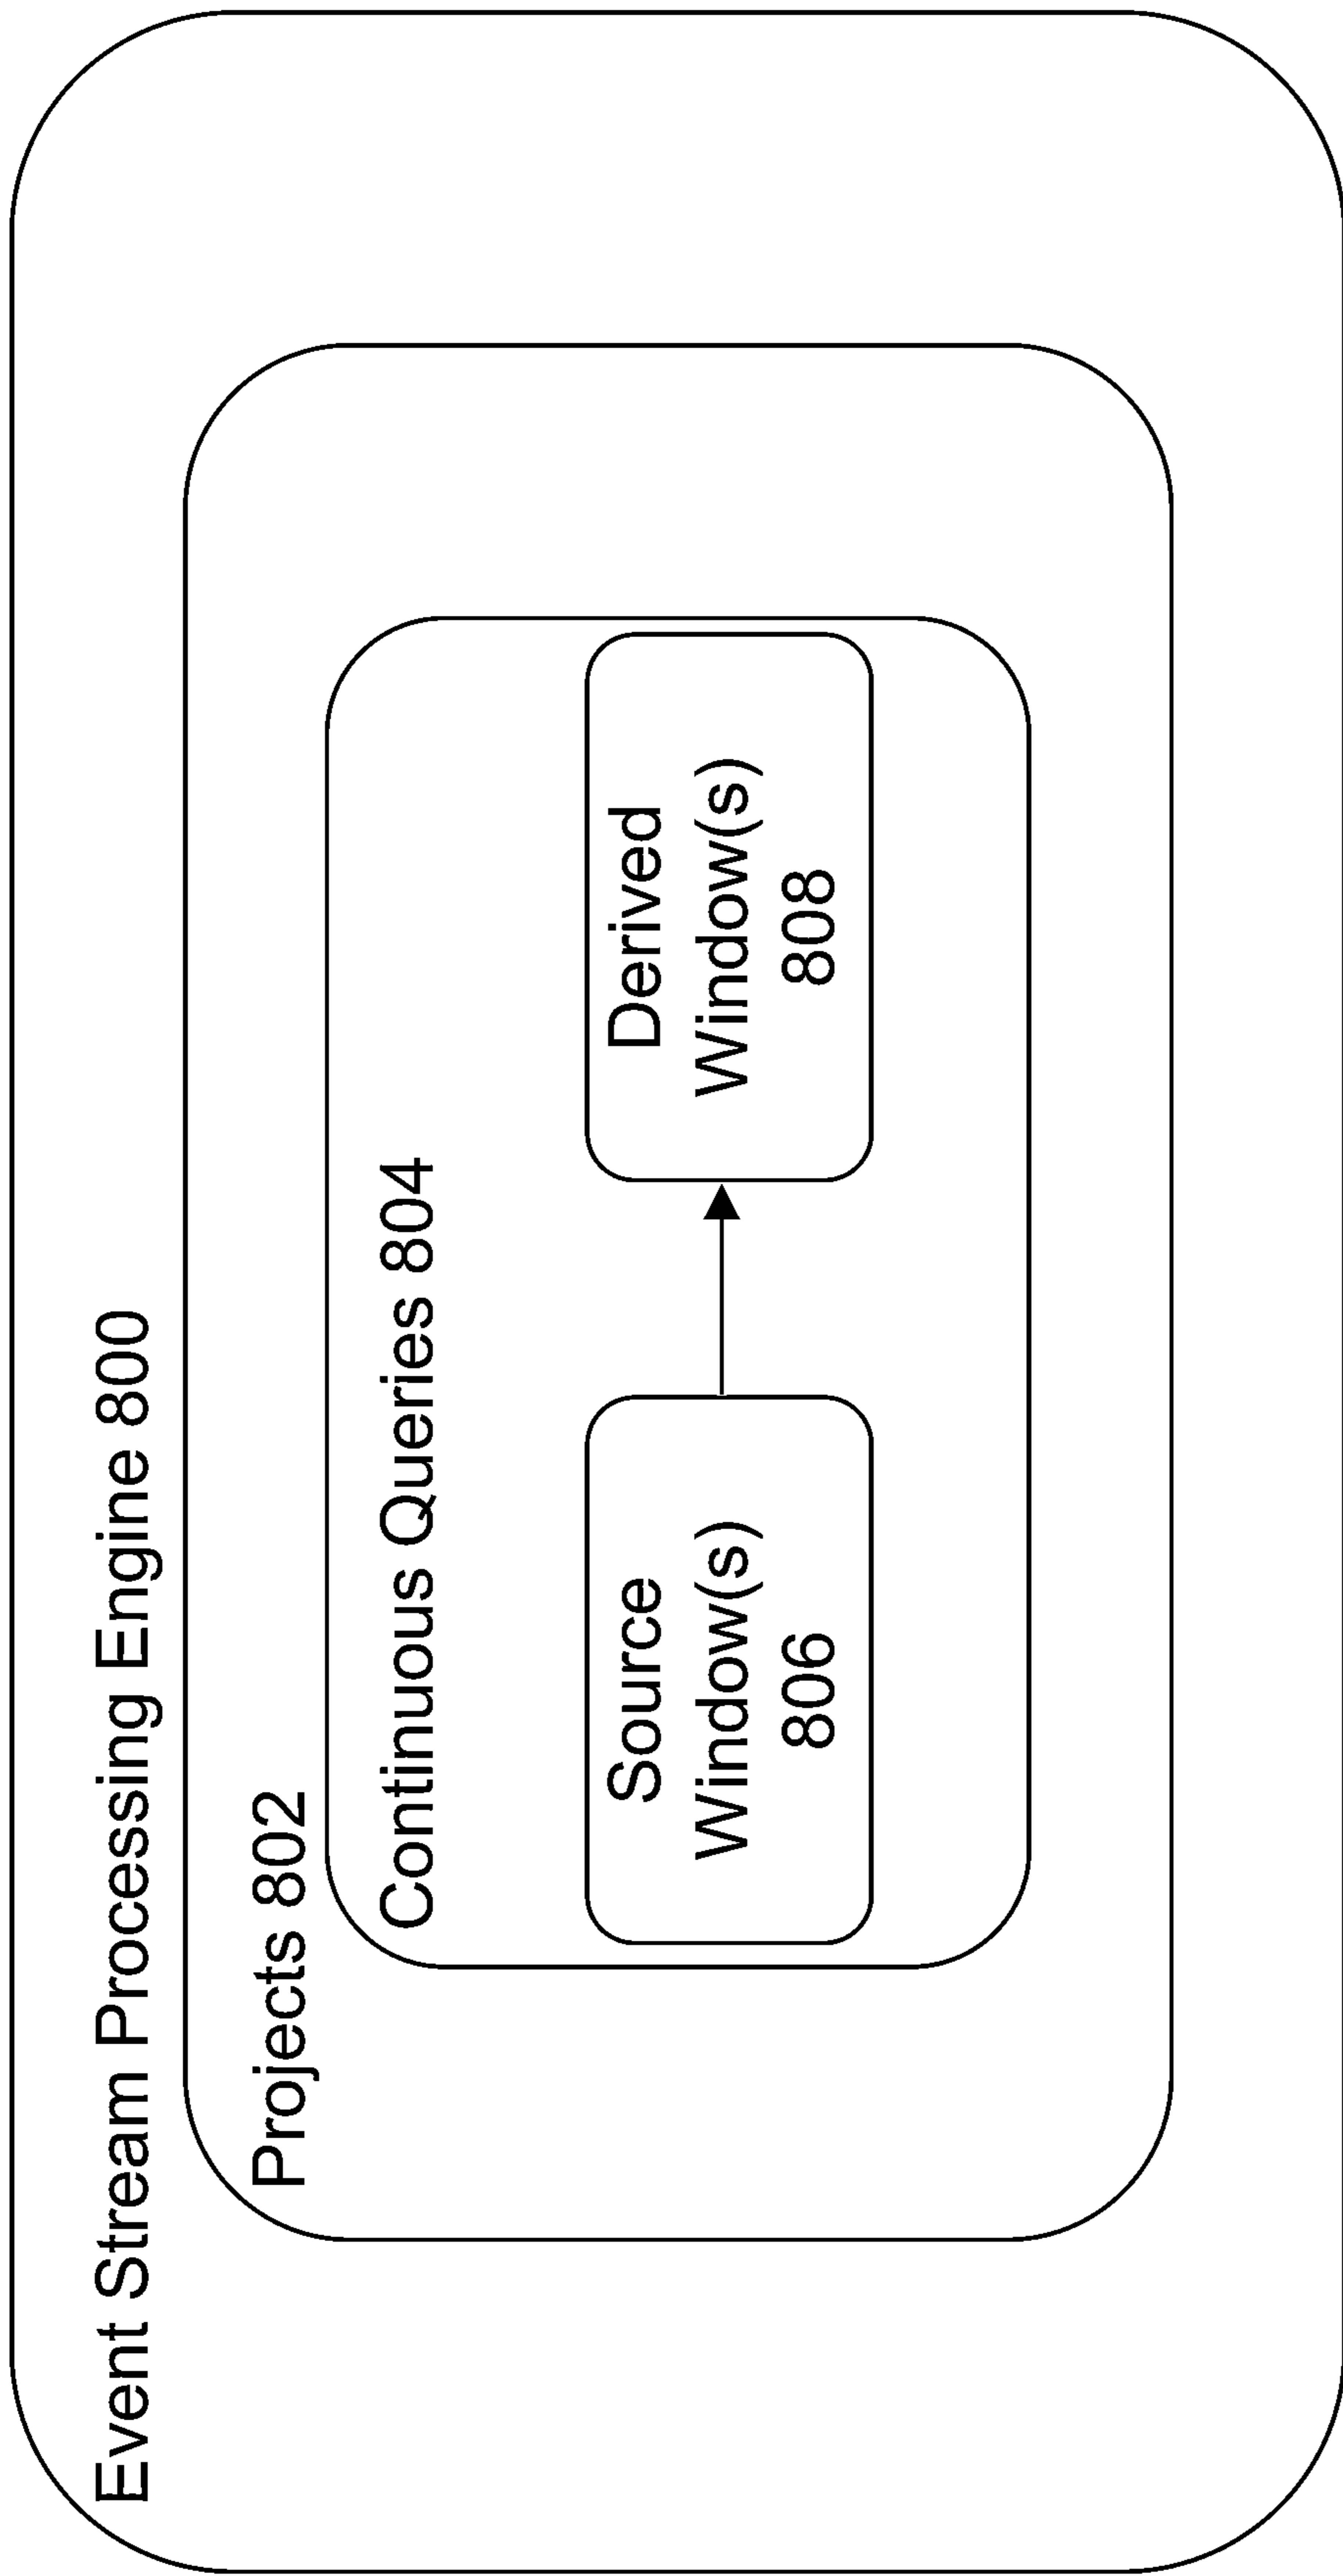 Event Stream Processing Engine 800
Projects 802
Continuous Queries 804
Source
Window(s)
806
Derived
Window(s)
808